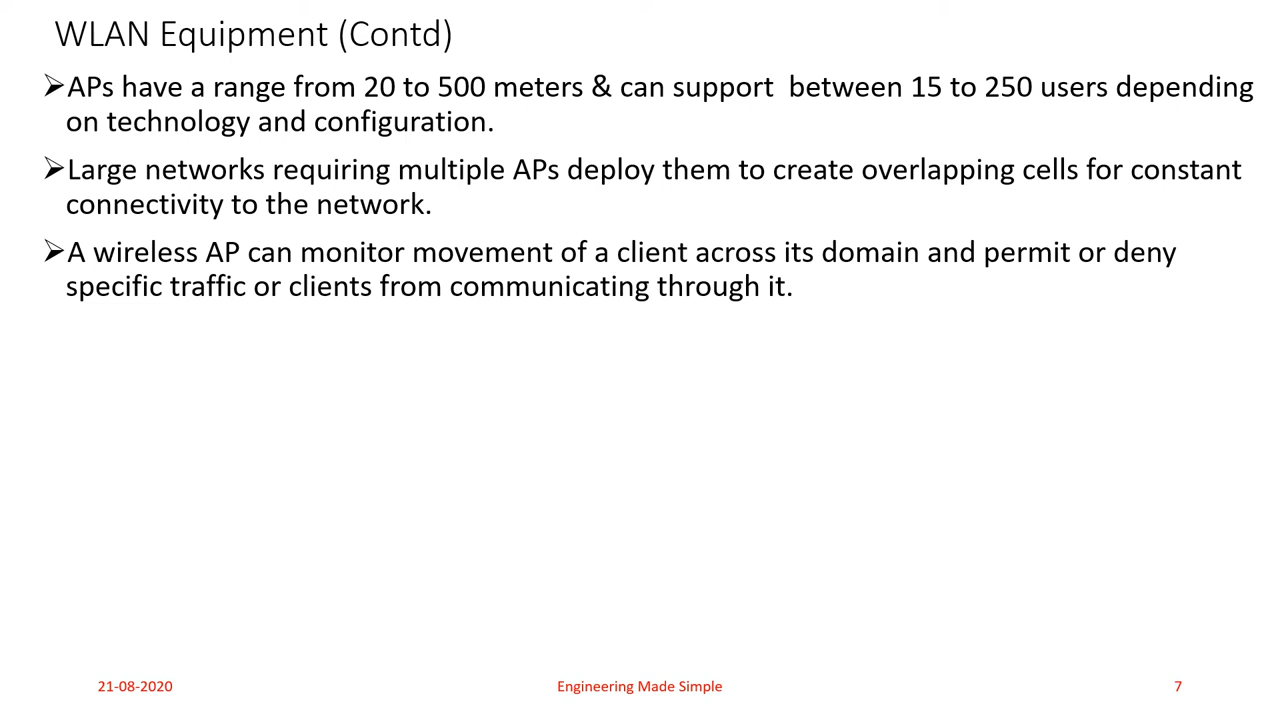 WLAN Equipment (Contd)
➢APs have a range from 20 to 500 meters & can support  between 15 to 250 users depending
on technology and configuration.
➢Large networks requiring multiple APs deploy them to create overlapping cells for constant
connectivity to the network.
➢A wireless AP can monitor movement of a client across its domain and permit or deny
specific traffic or clients from communicating through it.
21-08-2020
Engineering Made Simple
7